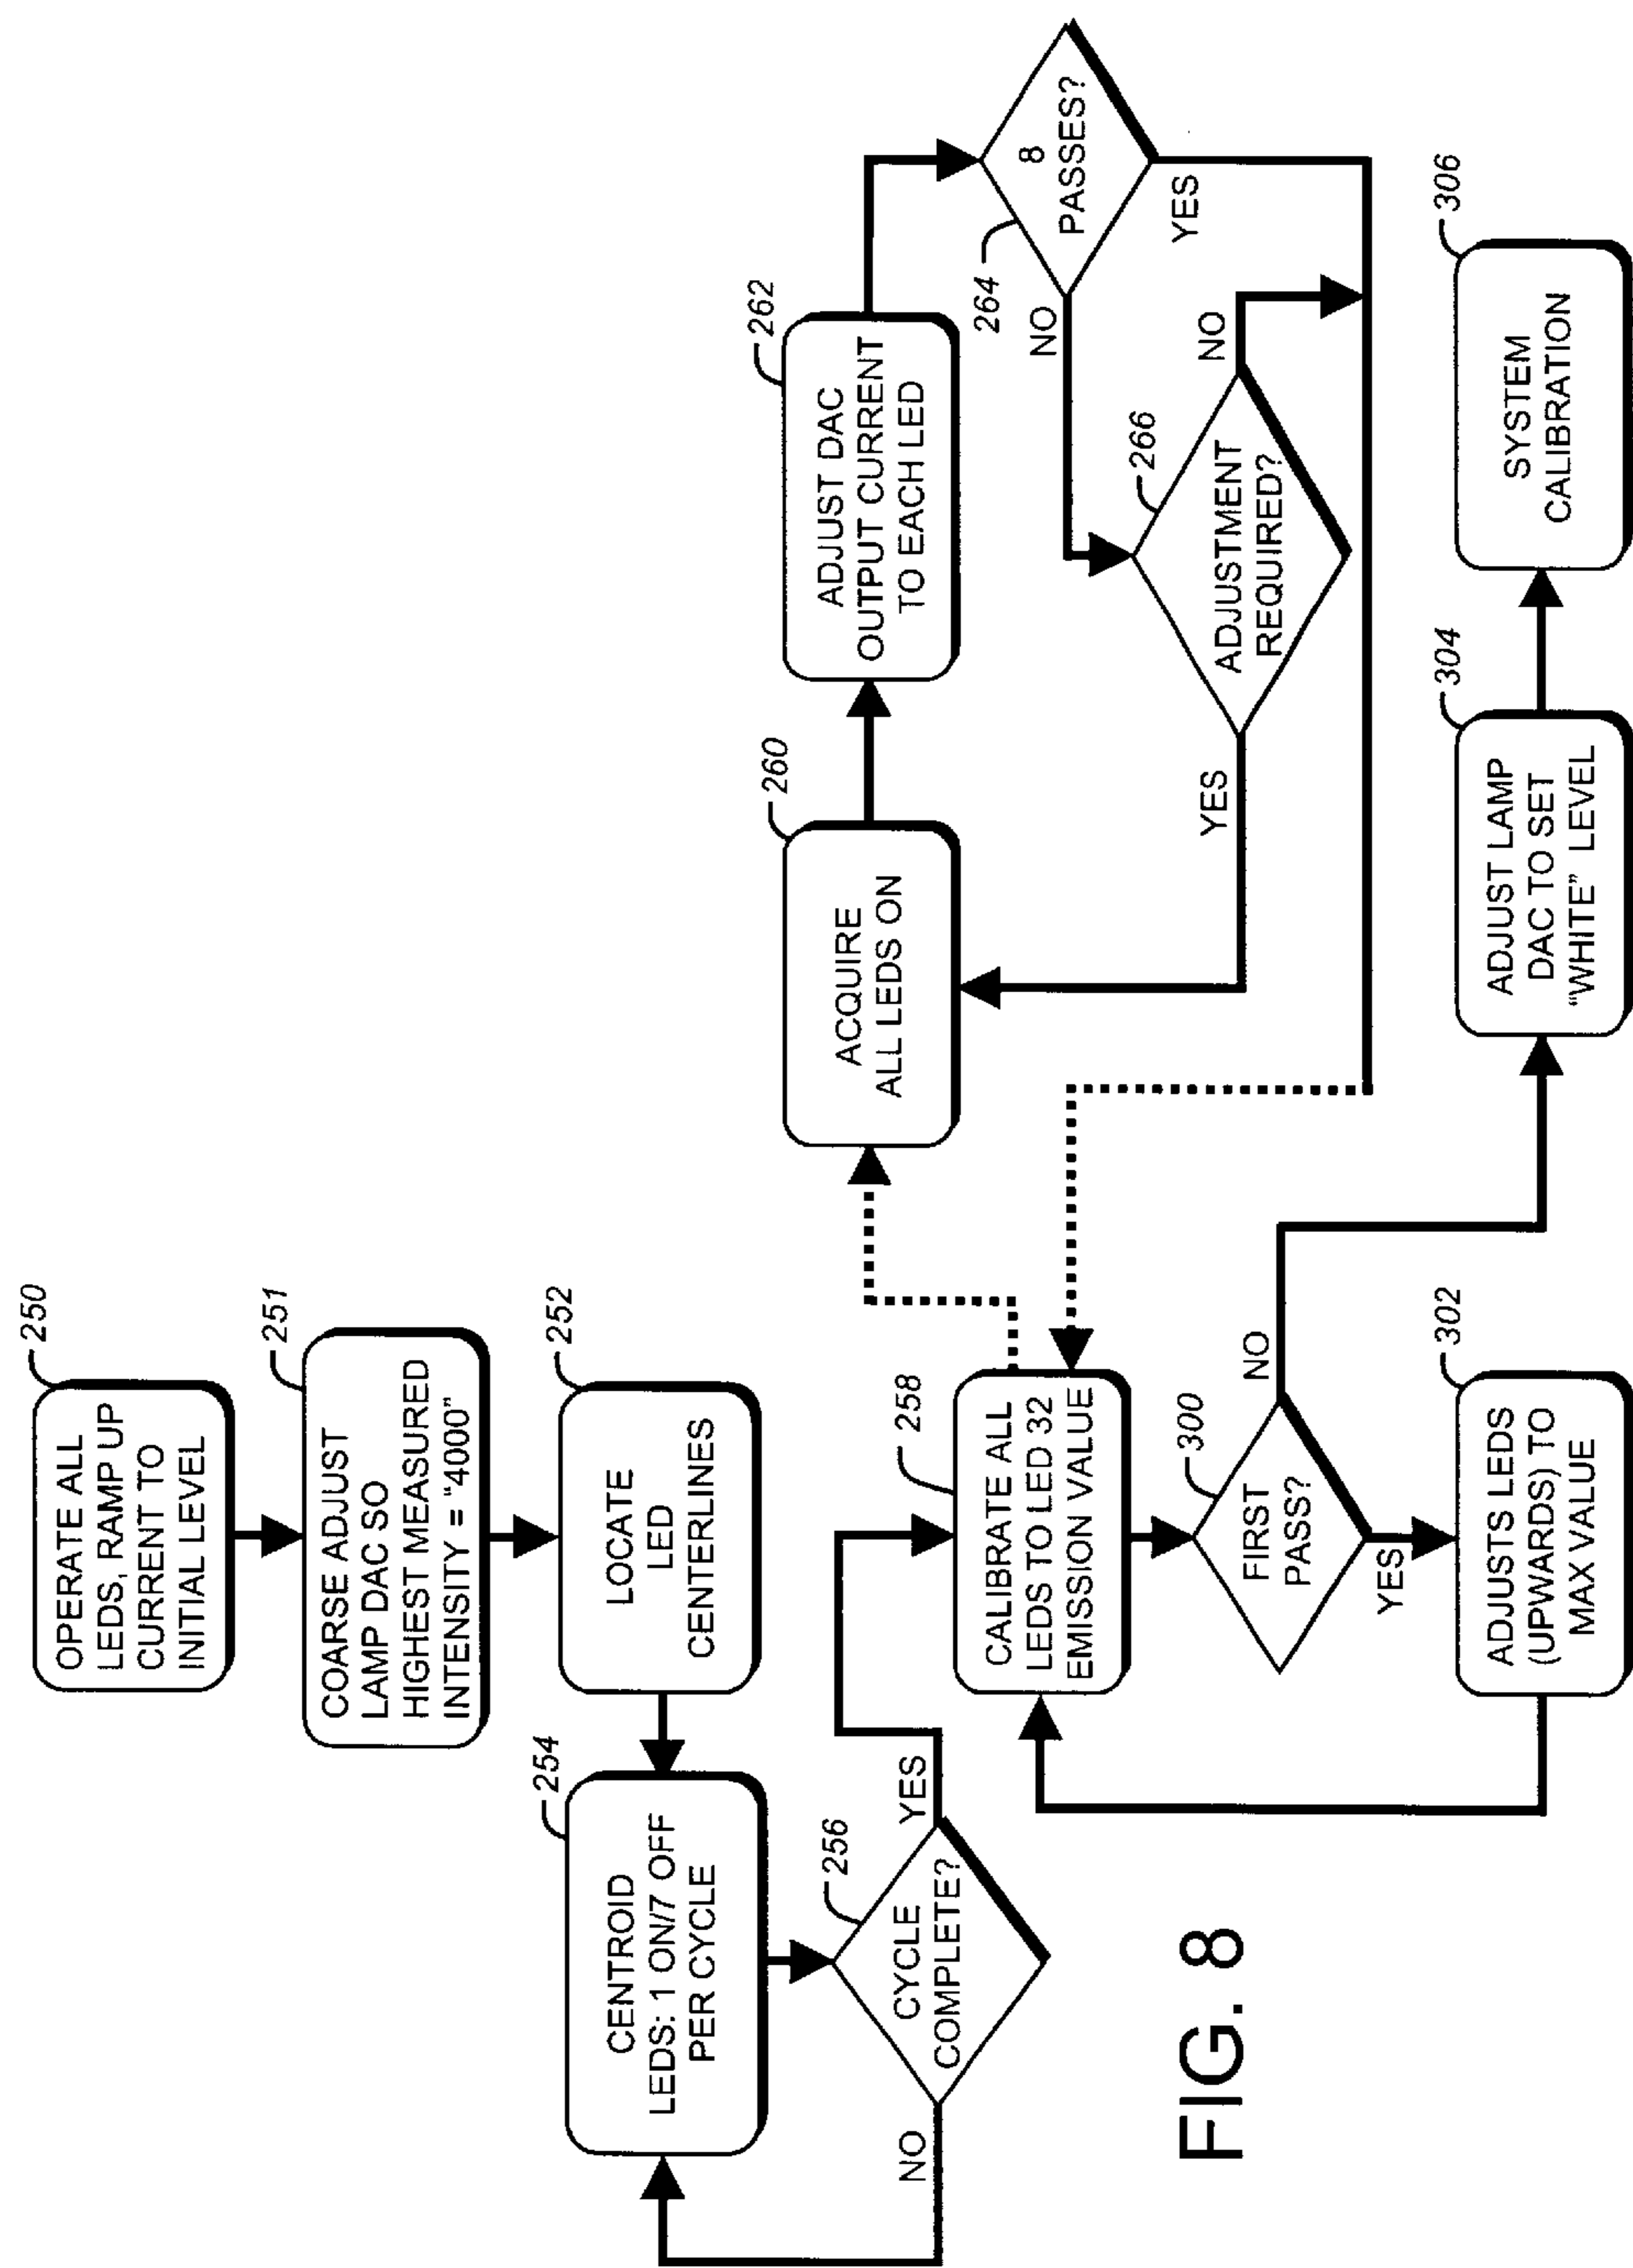 250
OPERATE ALL
LEDS, RAMP UP
CURRENT TO
INITIAL LEVEL
251
COARSE ADJUST
LAMP DAC SO
HIGHEST MEASURED
INTENSITY = "4000"
252
LOCATE
LED
CENTERLINES
254
CENTROID
LEDS: 1 ON/7 OFF
PER CYCLE
256
CYCLE
COMPLETE?
NO
YES
258
CALIBRATE ALL
LEDS TO LED 32
EMISSION VALUE
260
ACQUIRE
ALL LEDS ON
262
ADJUST DAC
OUTPUT CURRENT
TO EACH LED
264
8
PASSES?
NO
YES
266
ADJUSTMENT
REQUIRED?
YES
NO
300
FIRST
PASS?
NO
YES
302
ADJUSTS LEDS
(UPWARDS) TO
MAX VALUE
304
ADJUST LAMP
DAC TO SET
"WHITE" LEVEL
306
SYSTEM
CALIBRATION
FIG. 8